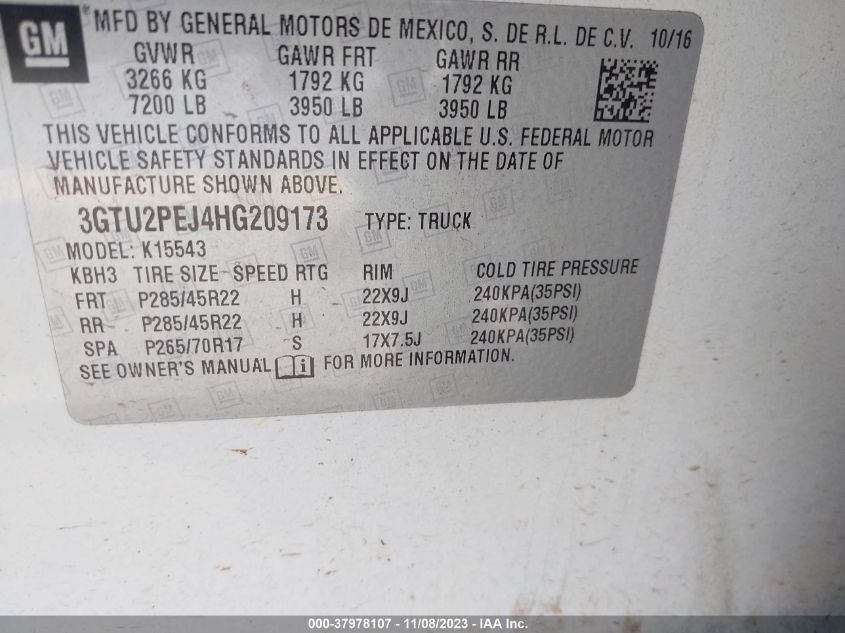 GM ® MFD BY GENERAL MOTORS DE MEXICO, S. DE R.L. DE C.V. 10/16
GVWR GAWR FRT GAWR RR
3266 KG 1792 KG 1792 KG
7200 LB 3950 LB 3950 LB
THIS VEHICLE CONFORMS TO ALL APPLICABLE U.S. FEDERAL MOTOR
VEHICLE SAFETY STANDARDS IN EFFECT ON THE DATE OF
MANUFACTURE SHOWN ABOVE.
3GTU2PEJ4HG209173 TYPE: TRUCK
MODEL: K15543
KBH3 TIRE SIZE SPEED RTG RIM COLD TIRE PRESSURE
FRT P285/45R22 H 22X9J 240KPA(35PSI)
RR P285/45R22 H 22X9J 240KPA(35PSI)
SPA P265/70R17 S 17X7.5J 240KPA(35PSI)
SEE OWNER'S MANUAL i FOR MORE INFORMATION.
000-37978107 - 11/08/2023 - IAAI.com